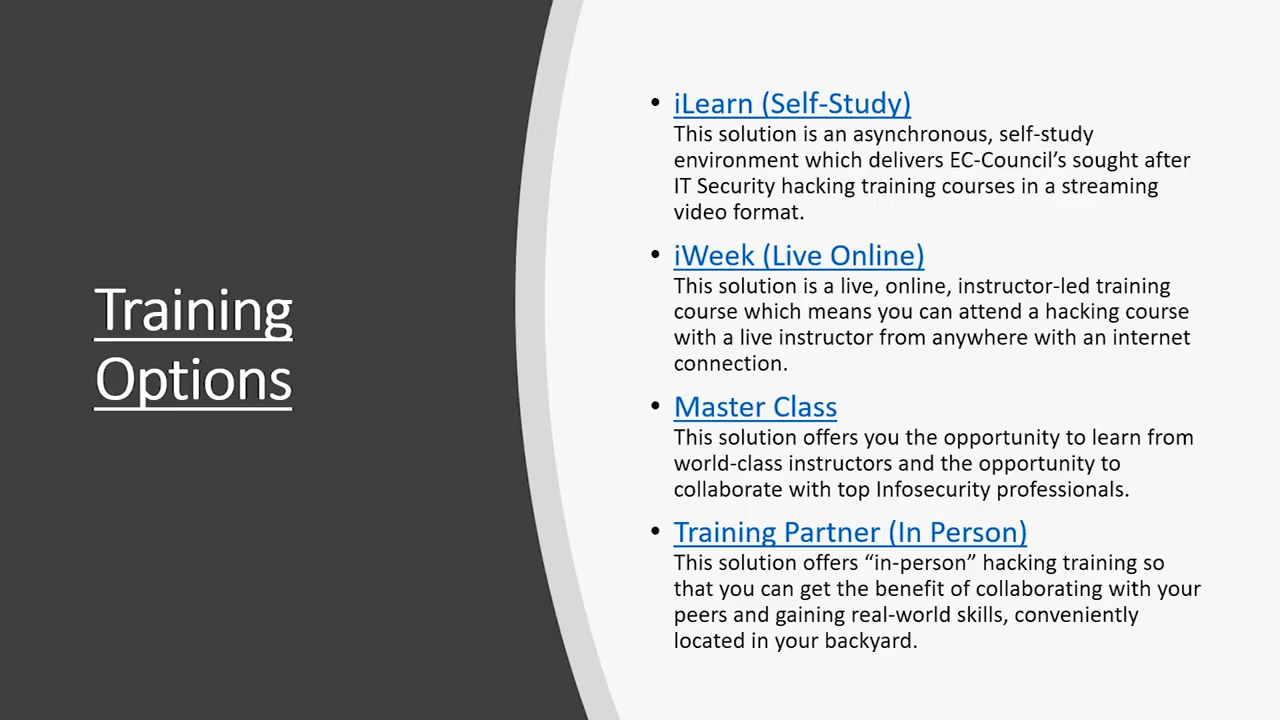 Training
Options
• iLearn (Self-Study)
This solution is an asynchronous, self-study
environment which delivers EC-Council’s sought after
IT Security hacking training courses in a streaming
video format.
• iWeek (Live Online)
This solution is a live, online, instructor-led training
course which means you can attend a hacking course
with a live instructor from anywhere with an internet
connection.
• Master Class
This solution offers you the opportunity to learn from
world-class instructors and the opportunity to
collaborate with top Infosecurity professionals.
• Training Partner (In Person)
This solution offers “in-person” hacking training so
that you can get the benefit of collaborating with your
peers and gaining real-world skills, conveniently
located in your backyard.